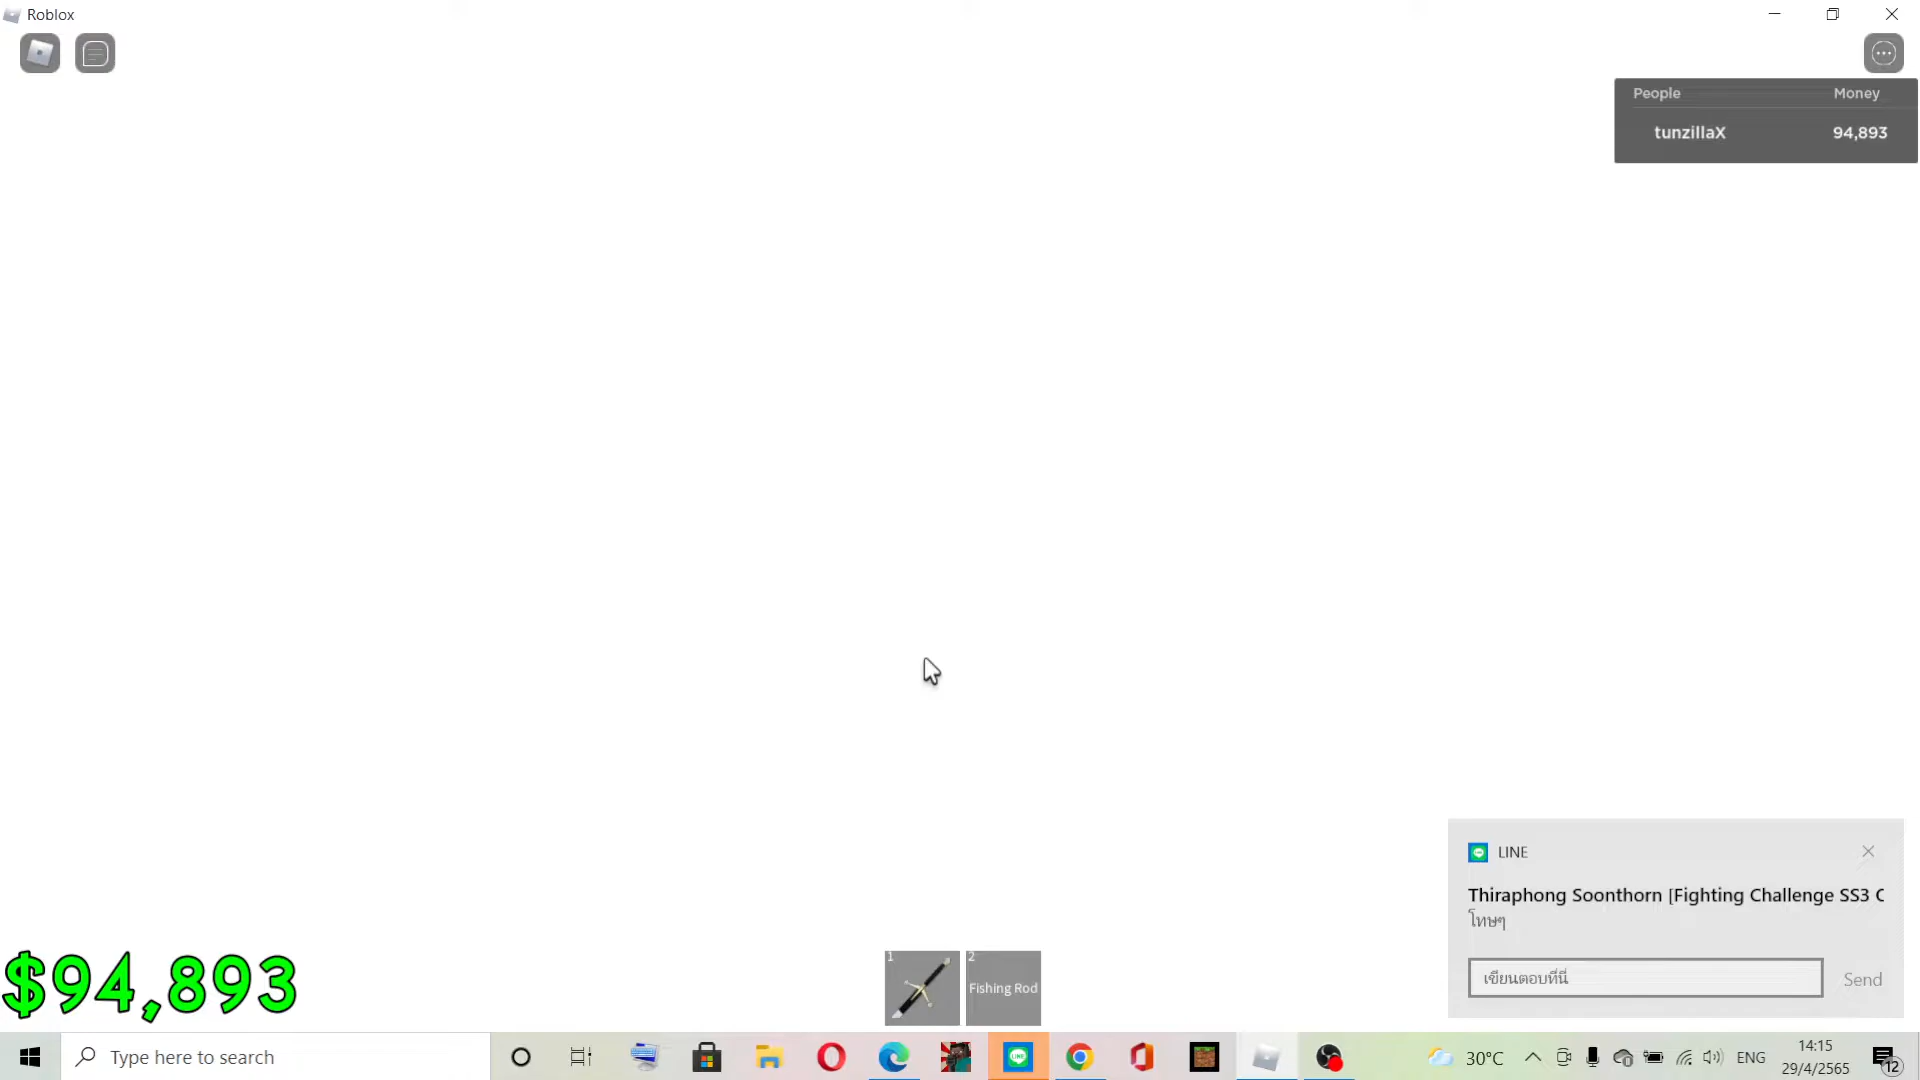 Roblox
People Money
tunzillaX 94,893
LINE
Thiraphong Soonthorn [Fighting Challenge SS3 C
โทษๆ
เขียนตอบที่นี่ Send
$94,893
1
2
Fishing Rod
Type here to search
30°C
ENG
14:15
29/4/2565
12